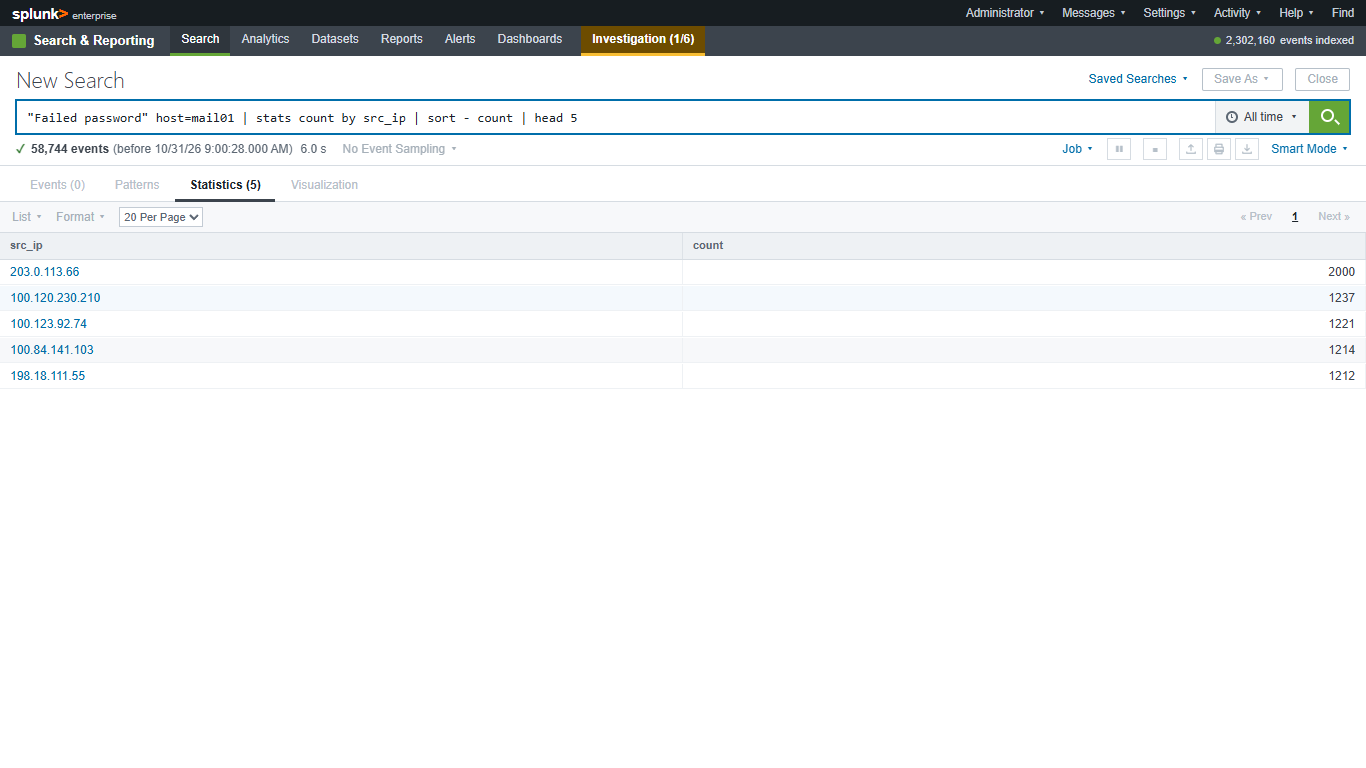 splunk> enterprise Administrator Messages Settings Activity Help Find
Search & Reporting Search Analytics Datasets Reports Alerts Dashboards Investigation (1/6) 2,302,160 events indexed
New Search Saved Searches Save As Close
"Failed password" host=mail01 | stats count by src_ip | sort - count | head 5 All time
✓ 58,744 events (before 10/31/26 9:00:28.000 AM) 6.0 s No Event Sampling Job Smart Mode
Events (0) Patterns Statistics (5) Visualization
List Format 20 Per Page « Prev 1 Next »
src_ip count
203.0.113.66 2000
100.120.230.210 1237
100.123.92.74 1221
100.84.141.103 1214
198.18.111.55 1212